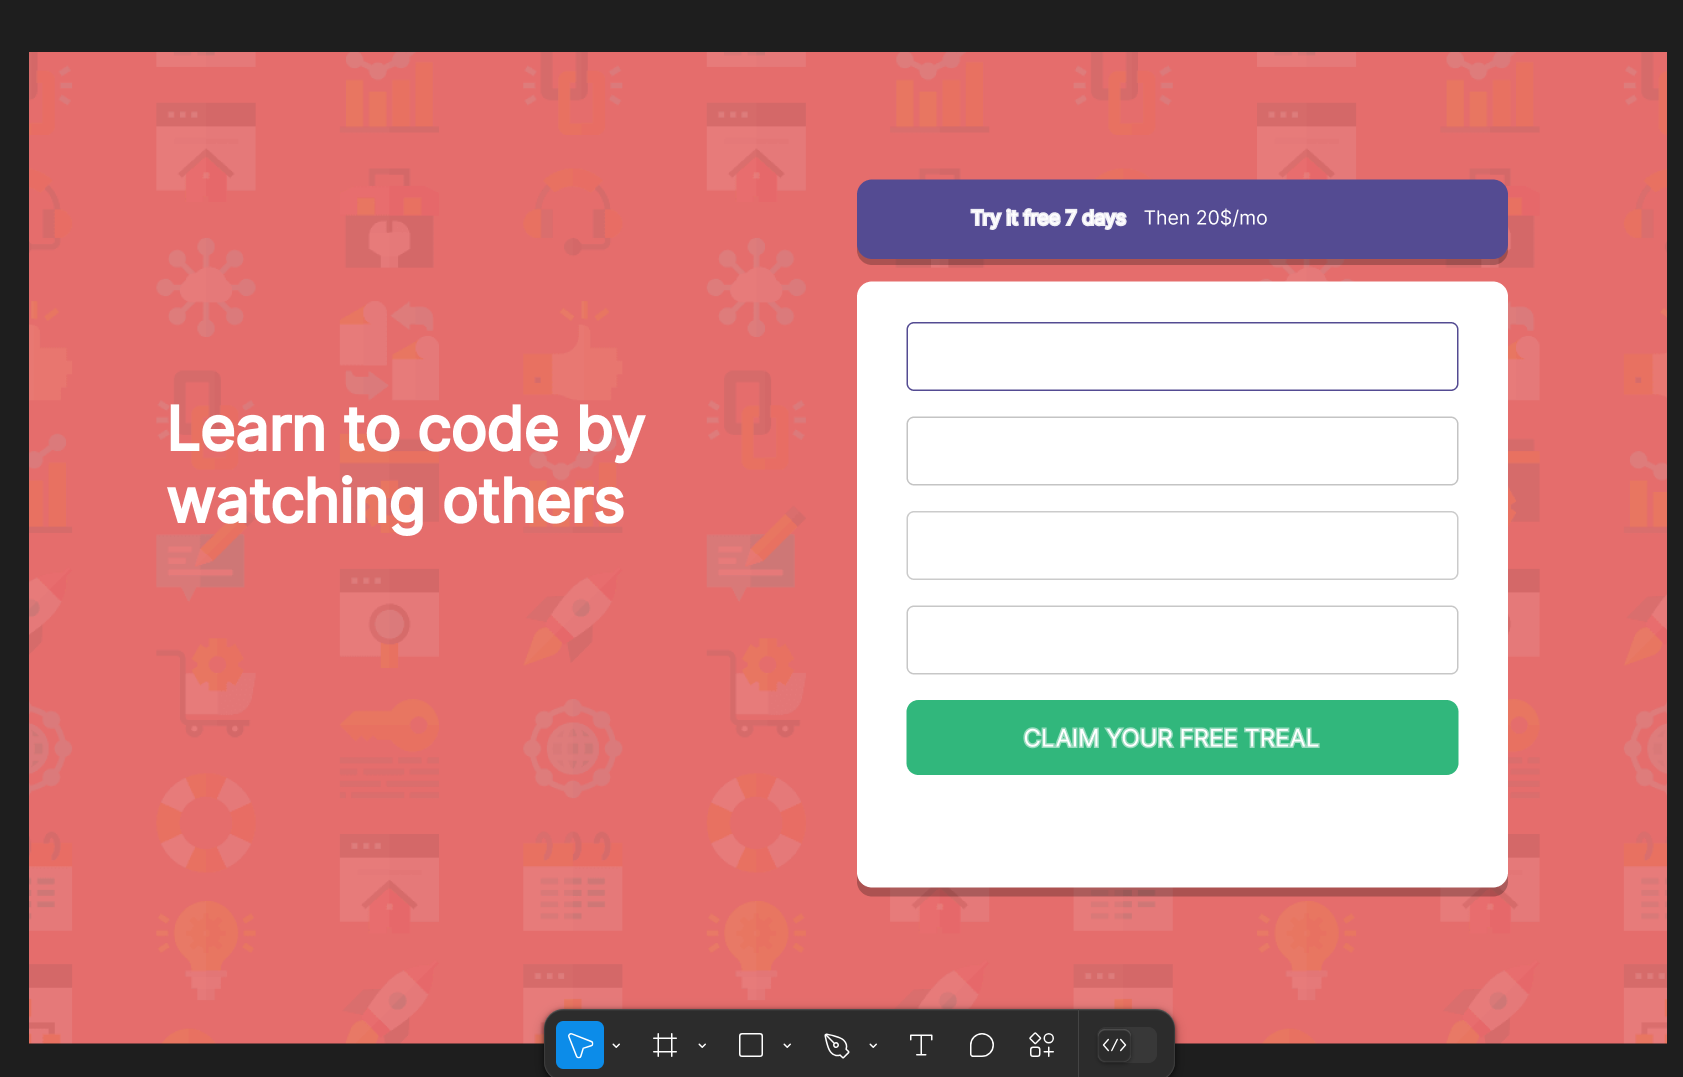 Try it free 7 days Then 20$/mo
Learn to code by
watching others
CLAIM YOUR FREE TREAL